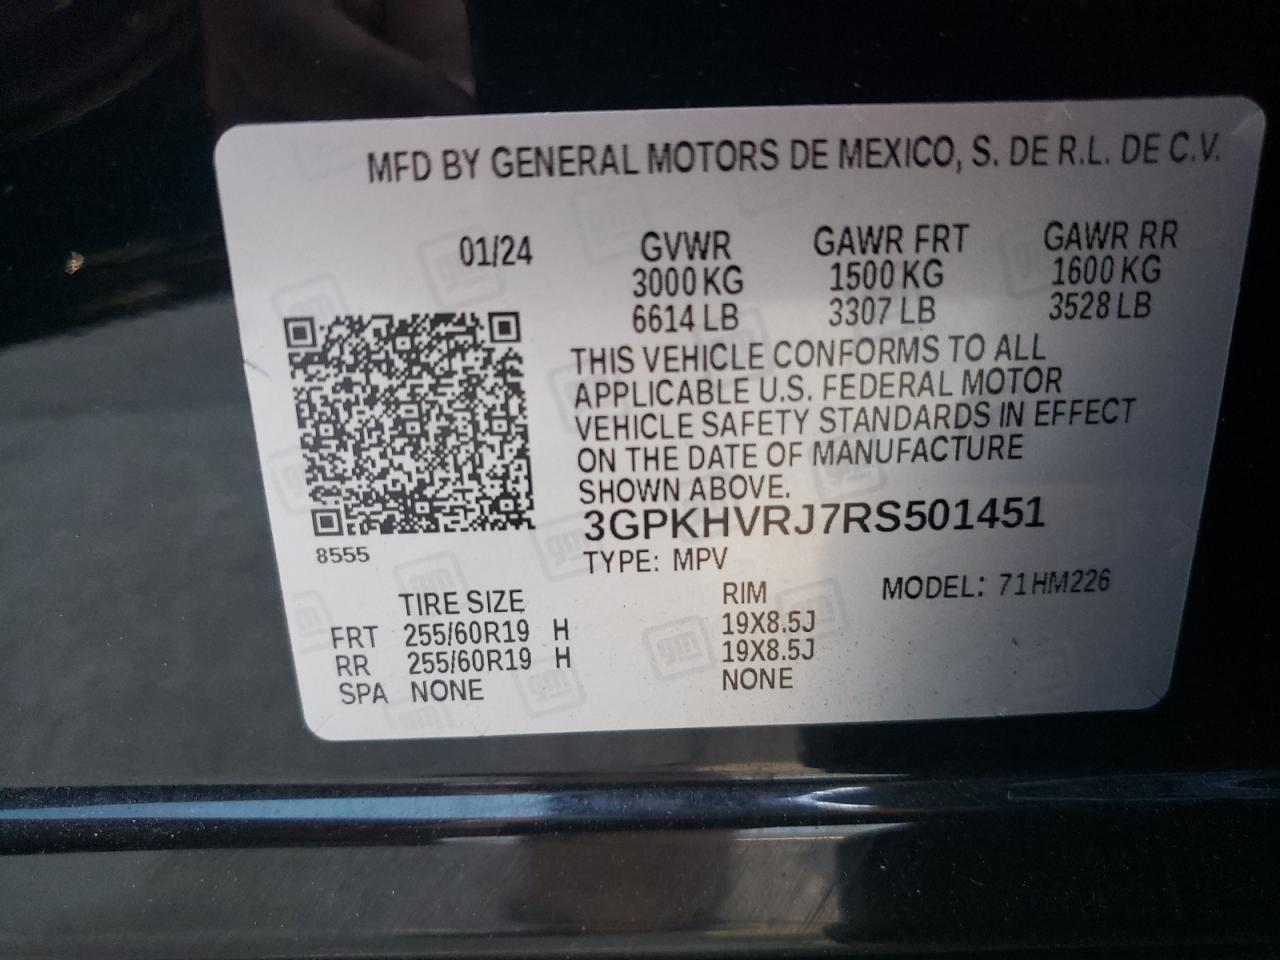 MFD BY GENERAL MOTORS DE MEXICO, S. DE R.L. DE C.V.
01/24 GVWR GAWR FRT GAWR RR
3000 KG 1500 KG 1600 KG
6614 LB 3307 LB 3528 LB
THIS VEHICLE CONFORMS TO ALL
APPLICABLE U.S. FEDERAL MOTOR
VEHICLE SAFETY STANDARDS IN EFFECT
ON THE DATE OF MANUFACTURE
SHOWN ABOVE.
3GPKHVRJ7RS501451
8555
TYPE: MPV
MODEL: 71HM226
TIRE SIZE RIM
FRT 255/60R19 H 19X8.5J
RR 255/60R19 H 19X8.5J
SPA NONE NONE